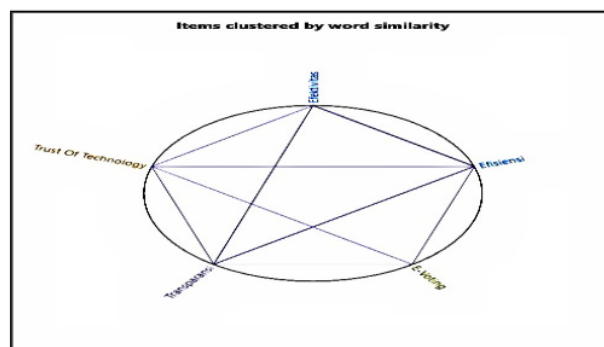 Items clustered by word similarity
Efektivitas
Trust Of Technology
Efisiensi
Transparansi
E-Voting